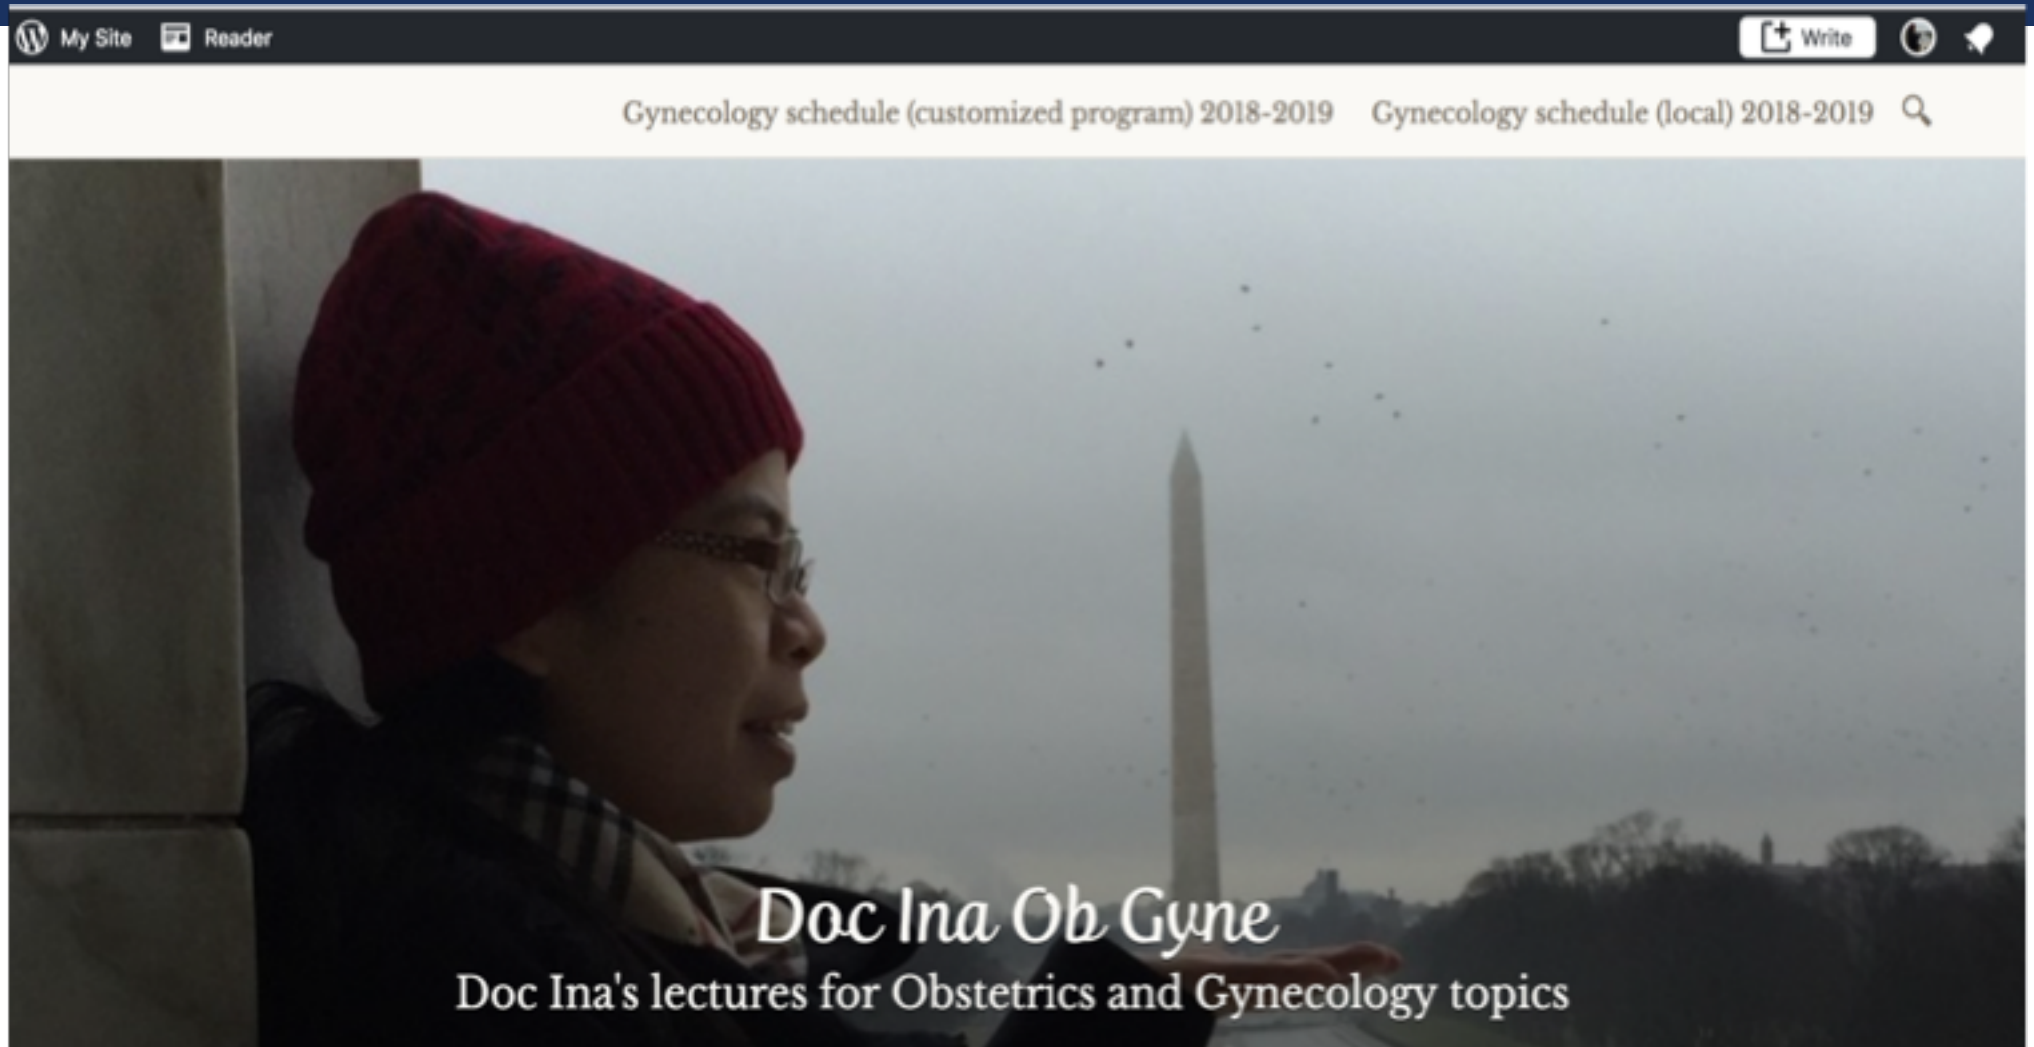 My Site Reader Write
Gynecology schedule (customized program) 2018-2019 Gynecology schedule (local) 2018-2019
Doc Ina Ob Gyne
Doc Ina's lectures for Obstetrics and Gynecology topics